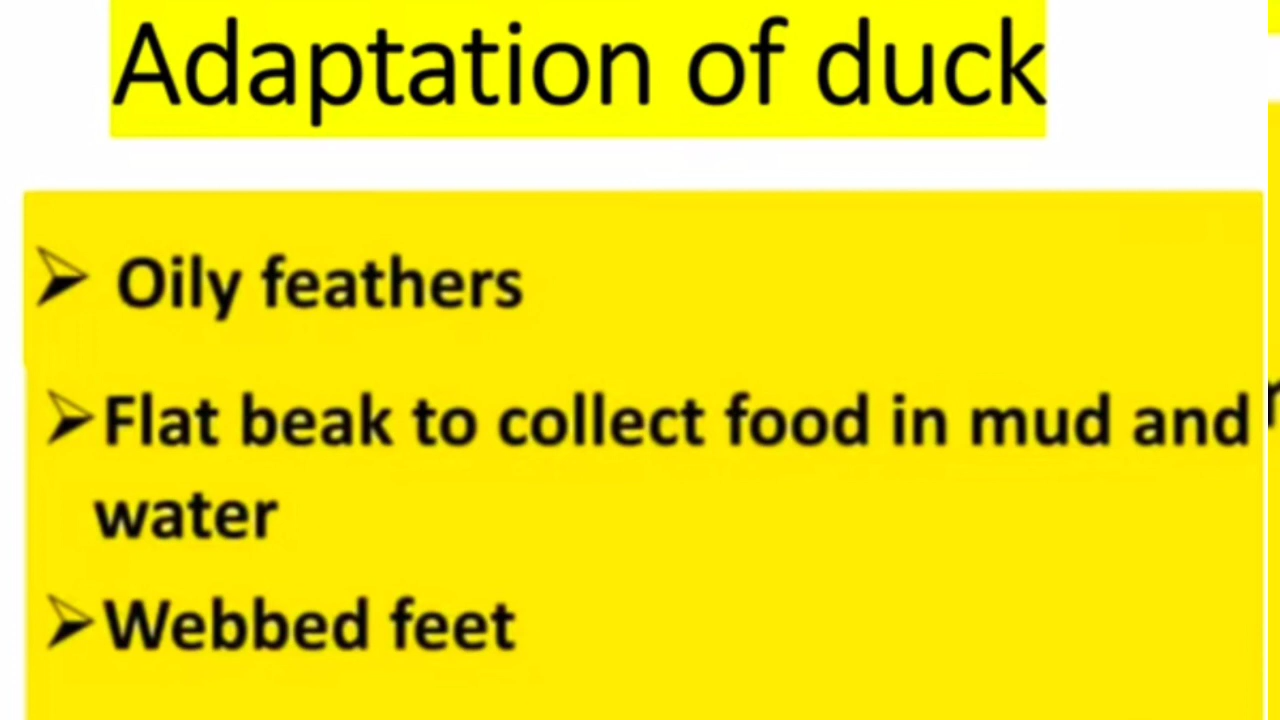 Adaptation of duck
➢ Oily feathers
➢Flat beak to collect food in mud and
water
➢Webbed feet